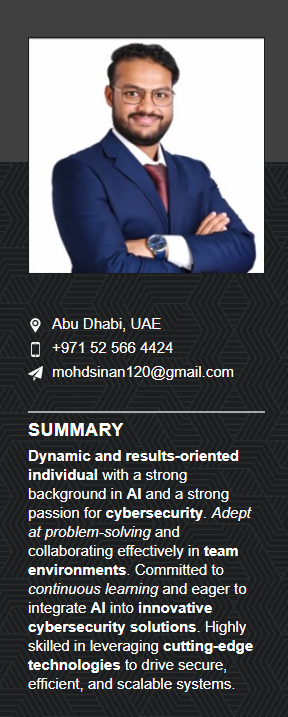 Abu Dhabi, UAE
+971 52 566 4424
mohdsinan120@gmail.com
SUMMARY
Dynamic and results-oriented
individual with a strong
background in AI and a strong
passion for cybersecurity. Adept
at problem-solving and
collaborating effectively in team
environments. Committed to
continuous learning and eager to
integrate AI into innovative
cybersecurity solutions. Highly
skilled in leveraging cutting-edge
technologies to drive secure,
efficient, and scalable systems.